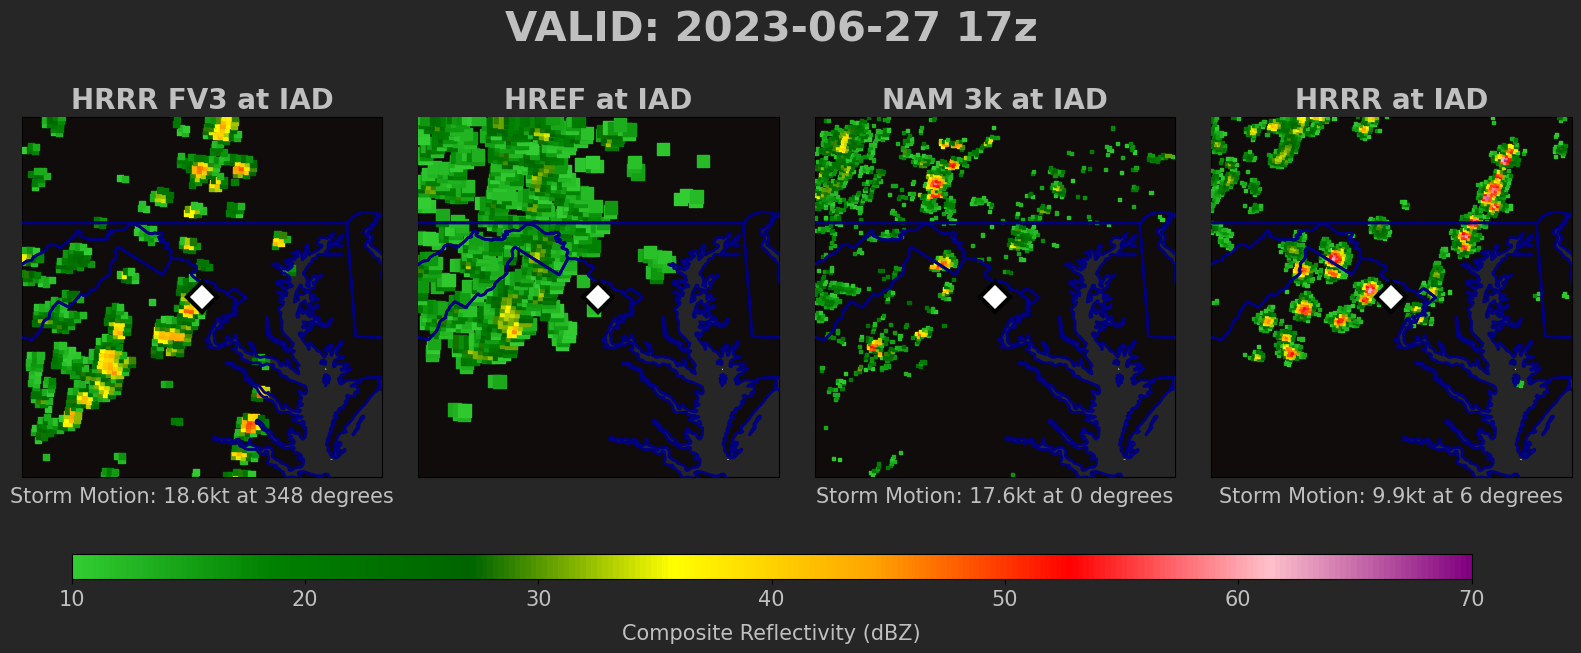 VALID: 2023-06-27 17z
HRRR FV3 at IAD
HREF at IAD
NAM 3k at IAD
HRRR at IAD
Storm Motion: 18.6kt at 348 degrees
Storm Motion: 17.6kt at 0 degrees
Storm Motion: 9.9kt at 6 degrees
10 20 30 40 50 60 70
Composite Reflectivity (dBZ)